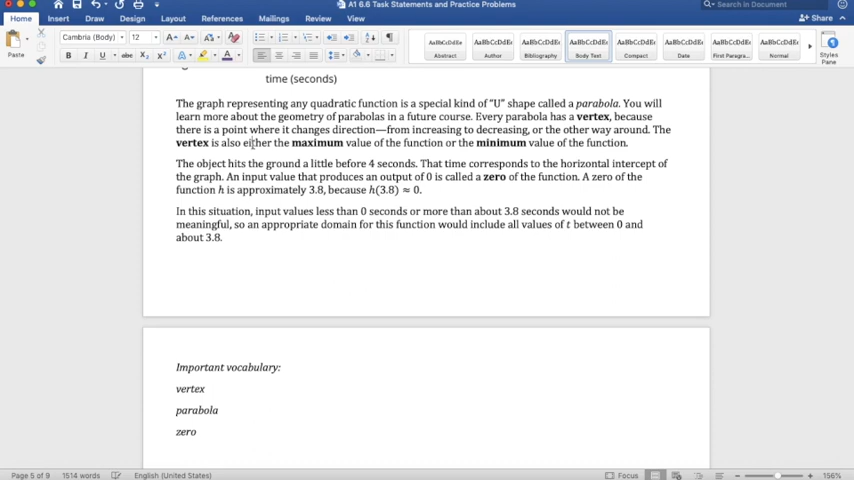 A1 6.6 Task Statements and Practice Problems
Search in Document
Home Insert Draw Design Layout References Mailings Review View
Share
Paste
Cambria (Body)
12
AaBbCcDdEe AaBbCcDdEe AaBbCcDdEe AaBbCcDdEe AaBbCcDdEe AaBbCcDdEe AaBbCcDdEe AaBbCcDdEe
Abstract Author Bibliography Body Text Compact Date First Paragr... Normal
Styles
Pane
time (seconds)
The graph representing any quadratic function is a special kind of “U” shape called a parabola. You will
learn more about the geometry of parabolas in a future course. Every parabola has a vertex, because
there is a point where it changes direction—from increasing to decreasing, or the other way around. The
vertex is also either the maximum value of the function or the minimum value of the function.
The object hits the ground a little before 4 seconds. That time corresponds to the horizontal intercept of
the graph. An input value that produces an output of 0 is called a zero of the function. A zero of the
function h is approximately 3.8, because h(3.8) ≈ 0.
In this situation, input values less than 0 seconds or more than about 3.8 seconds would not be
meaningful, so an appropriate domain for this function would include all values of t between 0 and
about 3.8.
Important vocabulary:
vertex
parabola
zero
Page 5 of 9 1514 words English (United States) Focus 156%